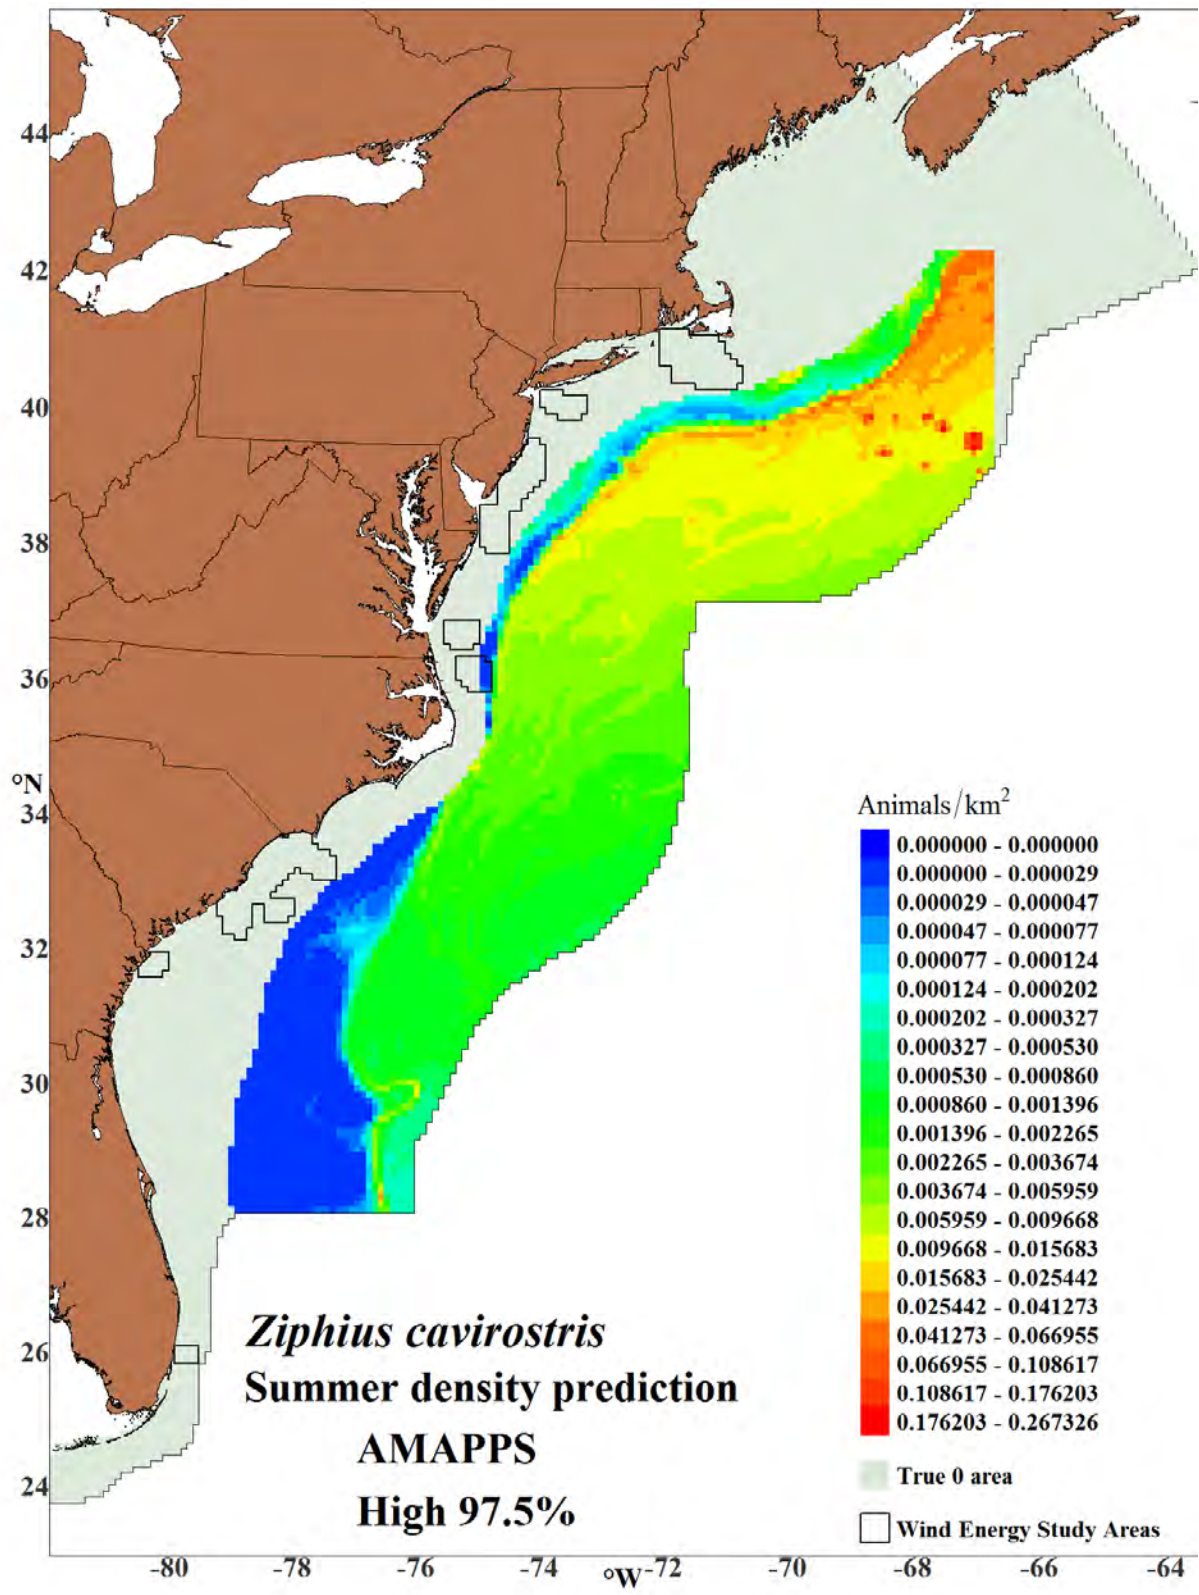 44
42
40
38
36
°N
34
32
30
28
26
24
Animals/km²
0.000000 - 0.000000
0.000000 - 0.000029
0.000029 - 0.000047
0.000047 - 0.000077
0.000077 - 0.000124
0.000124 - 0.000202
0.000202 - 0.000327
0.000327 - 0.000530
0.000530 - 0.000860
0.000860 - 0.001396
0.001396 - 0.002265
0.002265 - 0.003674
0.003674 - 0.005959
0.005959 - 0.009668
0.009668 - 0.015683
0.015683 - 0.025442
0.025442 - 0.041273
0.041273 - 0.066955
0.066955 - 0.108617
0.108617 - 0.176203
0.176203 - 0.267326
True 0 area
Wind Energy Study Areas
Ziphius cavirostris
Summer density prediction
AMAPPS
High 97.5%
-80 -78 -76 -74 °W -72 -70 -68 -66 -64